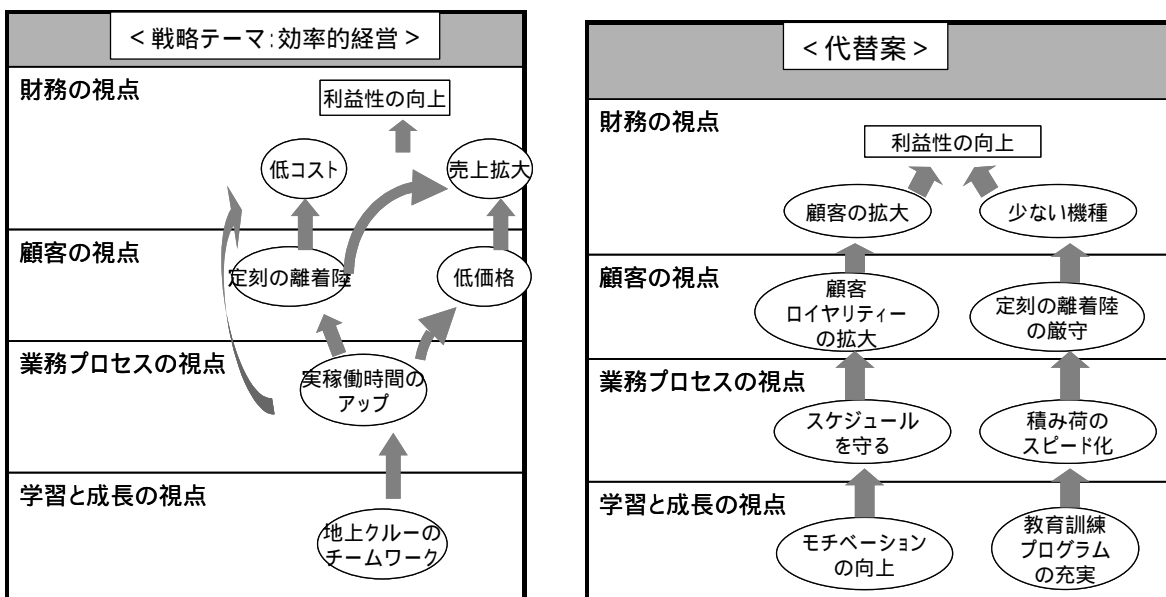 ＜戦略テーマ：効率的経営＞
財務の視点
利益性の向上
低コスト
売上拡大
顧客の視点
定刻の離着陸
低価格
業務プロセスの視点
実稼働時間の
アップ
学習と成長の視点
地上クルーの
チームワーク
＜代替案＞
財務の視点
利益性の向上
顧客の拡大
少ない機種
顧客の視点
顧客
ロイヤリティー
の拡大
定刻の離着陸
の厳守
業務プロセスの視点
スケジュール
を守る
積み荷の
スピード化
学習と成長の視点
モチベーション
の向上
教育訓練
プログラム
の充実